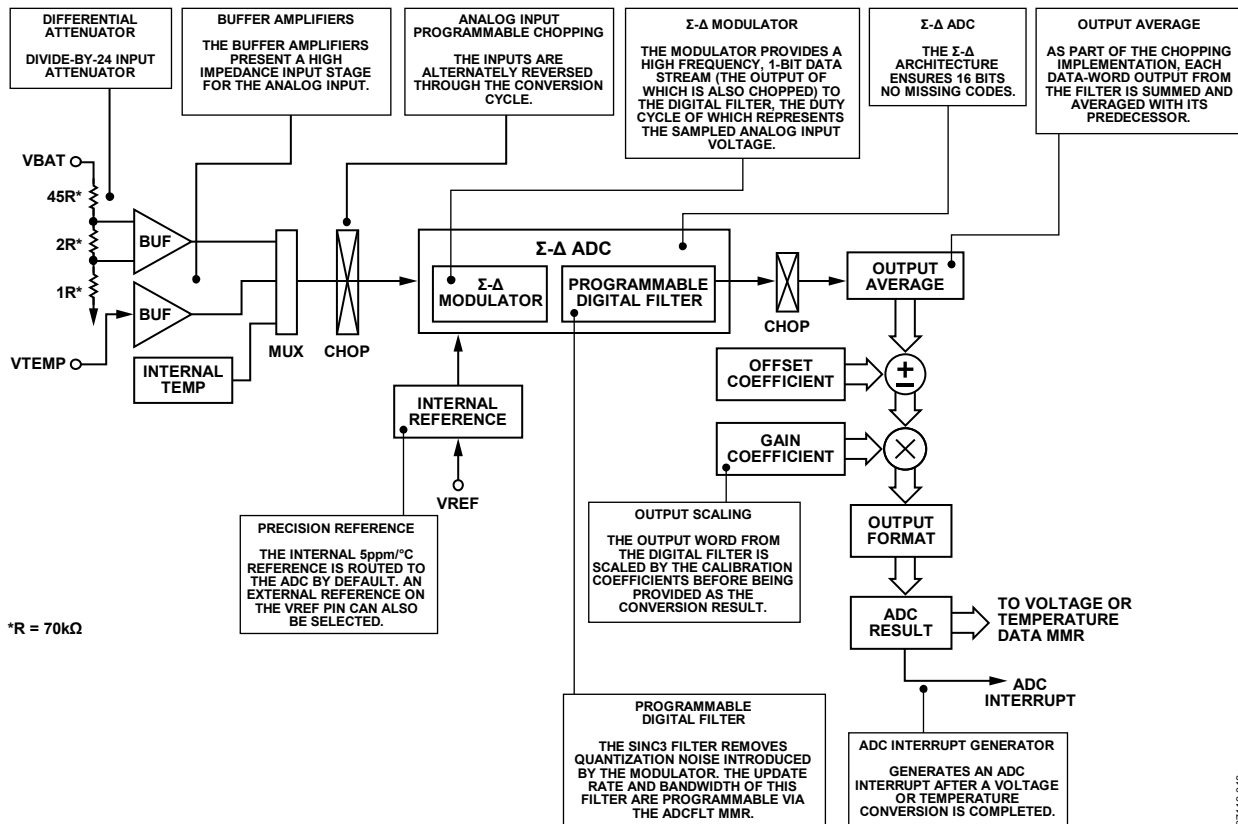 DIFFERENTIAL
ATTENUATOR
DIVIDE-BY-24 INPUT
ATTENUATOR
BUFFER AMPLIFIERS
THE BUFFER AMPLIFIERS
PRESENT A HIGH
IMPEDANCE INPUT STAGE
FOR THE ANALOG INPUT.
ANALOG INPUT
PROGRAMMABLE CHOPPING
THE INPUTS ARE
ALTERNATELY REVERSED
THROUGH THE CONVERSION
CYCLE.
Σ-Δ MODULATOR
THE MODULATOR PROVIDES A
HIGH FREQUENCY, 1-BIT DATA
STREAM (THE OUTPUT OF
WHICH IS ALSO CHOPPED) TO
THE DIGITAL FILTER, THE DUTY
CYCLE OF WHICH REPRESENTS
THE SAMPLED ANALOG INPUT
VOLTAGE.
Σ-Δ ADC
THE Σ-Δ
ARCHITECTURE
ENSURES 16 BITS
NO MISSING CODES.
OUTPUT AVERAGE
AS PART OF THE CHOPPING
IMPLEMENTATION, EACH
DATA-WORD OUTPUT FROM
THE FILTER IS SUMMED AND
AVERAGED WITH ITS
PREDECESSOR.
VBAT
45R*
2R*
1R*
BUF
BUF
VTEMP
INTERNAL
TEMP
MUX
CHOP
Σ-Δ ADC
Σ-Δ
MODULATOR
PROGRAMMABLE
DIGITAL FILTER
CHOP
OUTPUT
AVERAGE
INTERNAL
REFERENCE
VREF
OFFSET
COEFFICIENT
±
GAIN
COEFFICIENT
×
OUTPUT
FORMAT
ADC
RESULT
TO VOLTAGE OR
TEMPERATURE
DATA MMR
ADC
INTERRUPT
PRECISION REFERENCE
THE INTERNAL 5ppm/°C
REFERENCE IS ROUTED TO
THE ADC BY DEFAULT. AN
EXTERNAL REFERENCE ON
THE VREF PIN CAN ALSO
BE SELECTED.
OUTPUT SCALING
THE OUTPUT WORD FROM
THE DIGITAL FILTER IS
SCALED BY THE CALIBRATION
COEFFICIENTS BEFORE BEING
PROVIDED AS THE
CONVERSION RESULT.
*R = 70kΩ
PROGRAMMABLE
DIGITAL FILTER
THE SINC3 FILTER REMOVES
QUANTIZATION NOISE INTRODUCED
BY THE MODULATOR. THE UPDATE
RATE AND BANDWIDTH OF THIS
FILTER ARE PROGRAMMABLE VIA
THE ADCFLT MMR.
ADC INTERRUPT GENERATOR
GENERATES AN ADC
INTERRUPT AFTER A VOLTAGE
OR TEMPERATURE
CONVERSION IS COMPLETED.